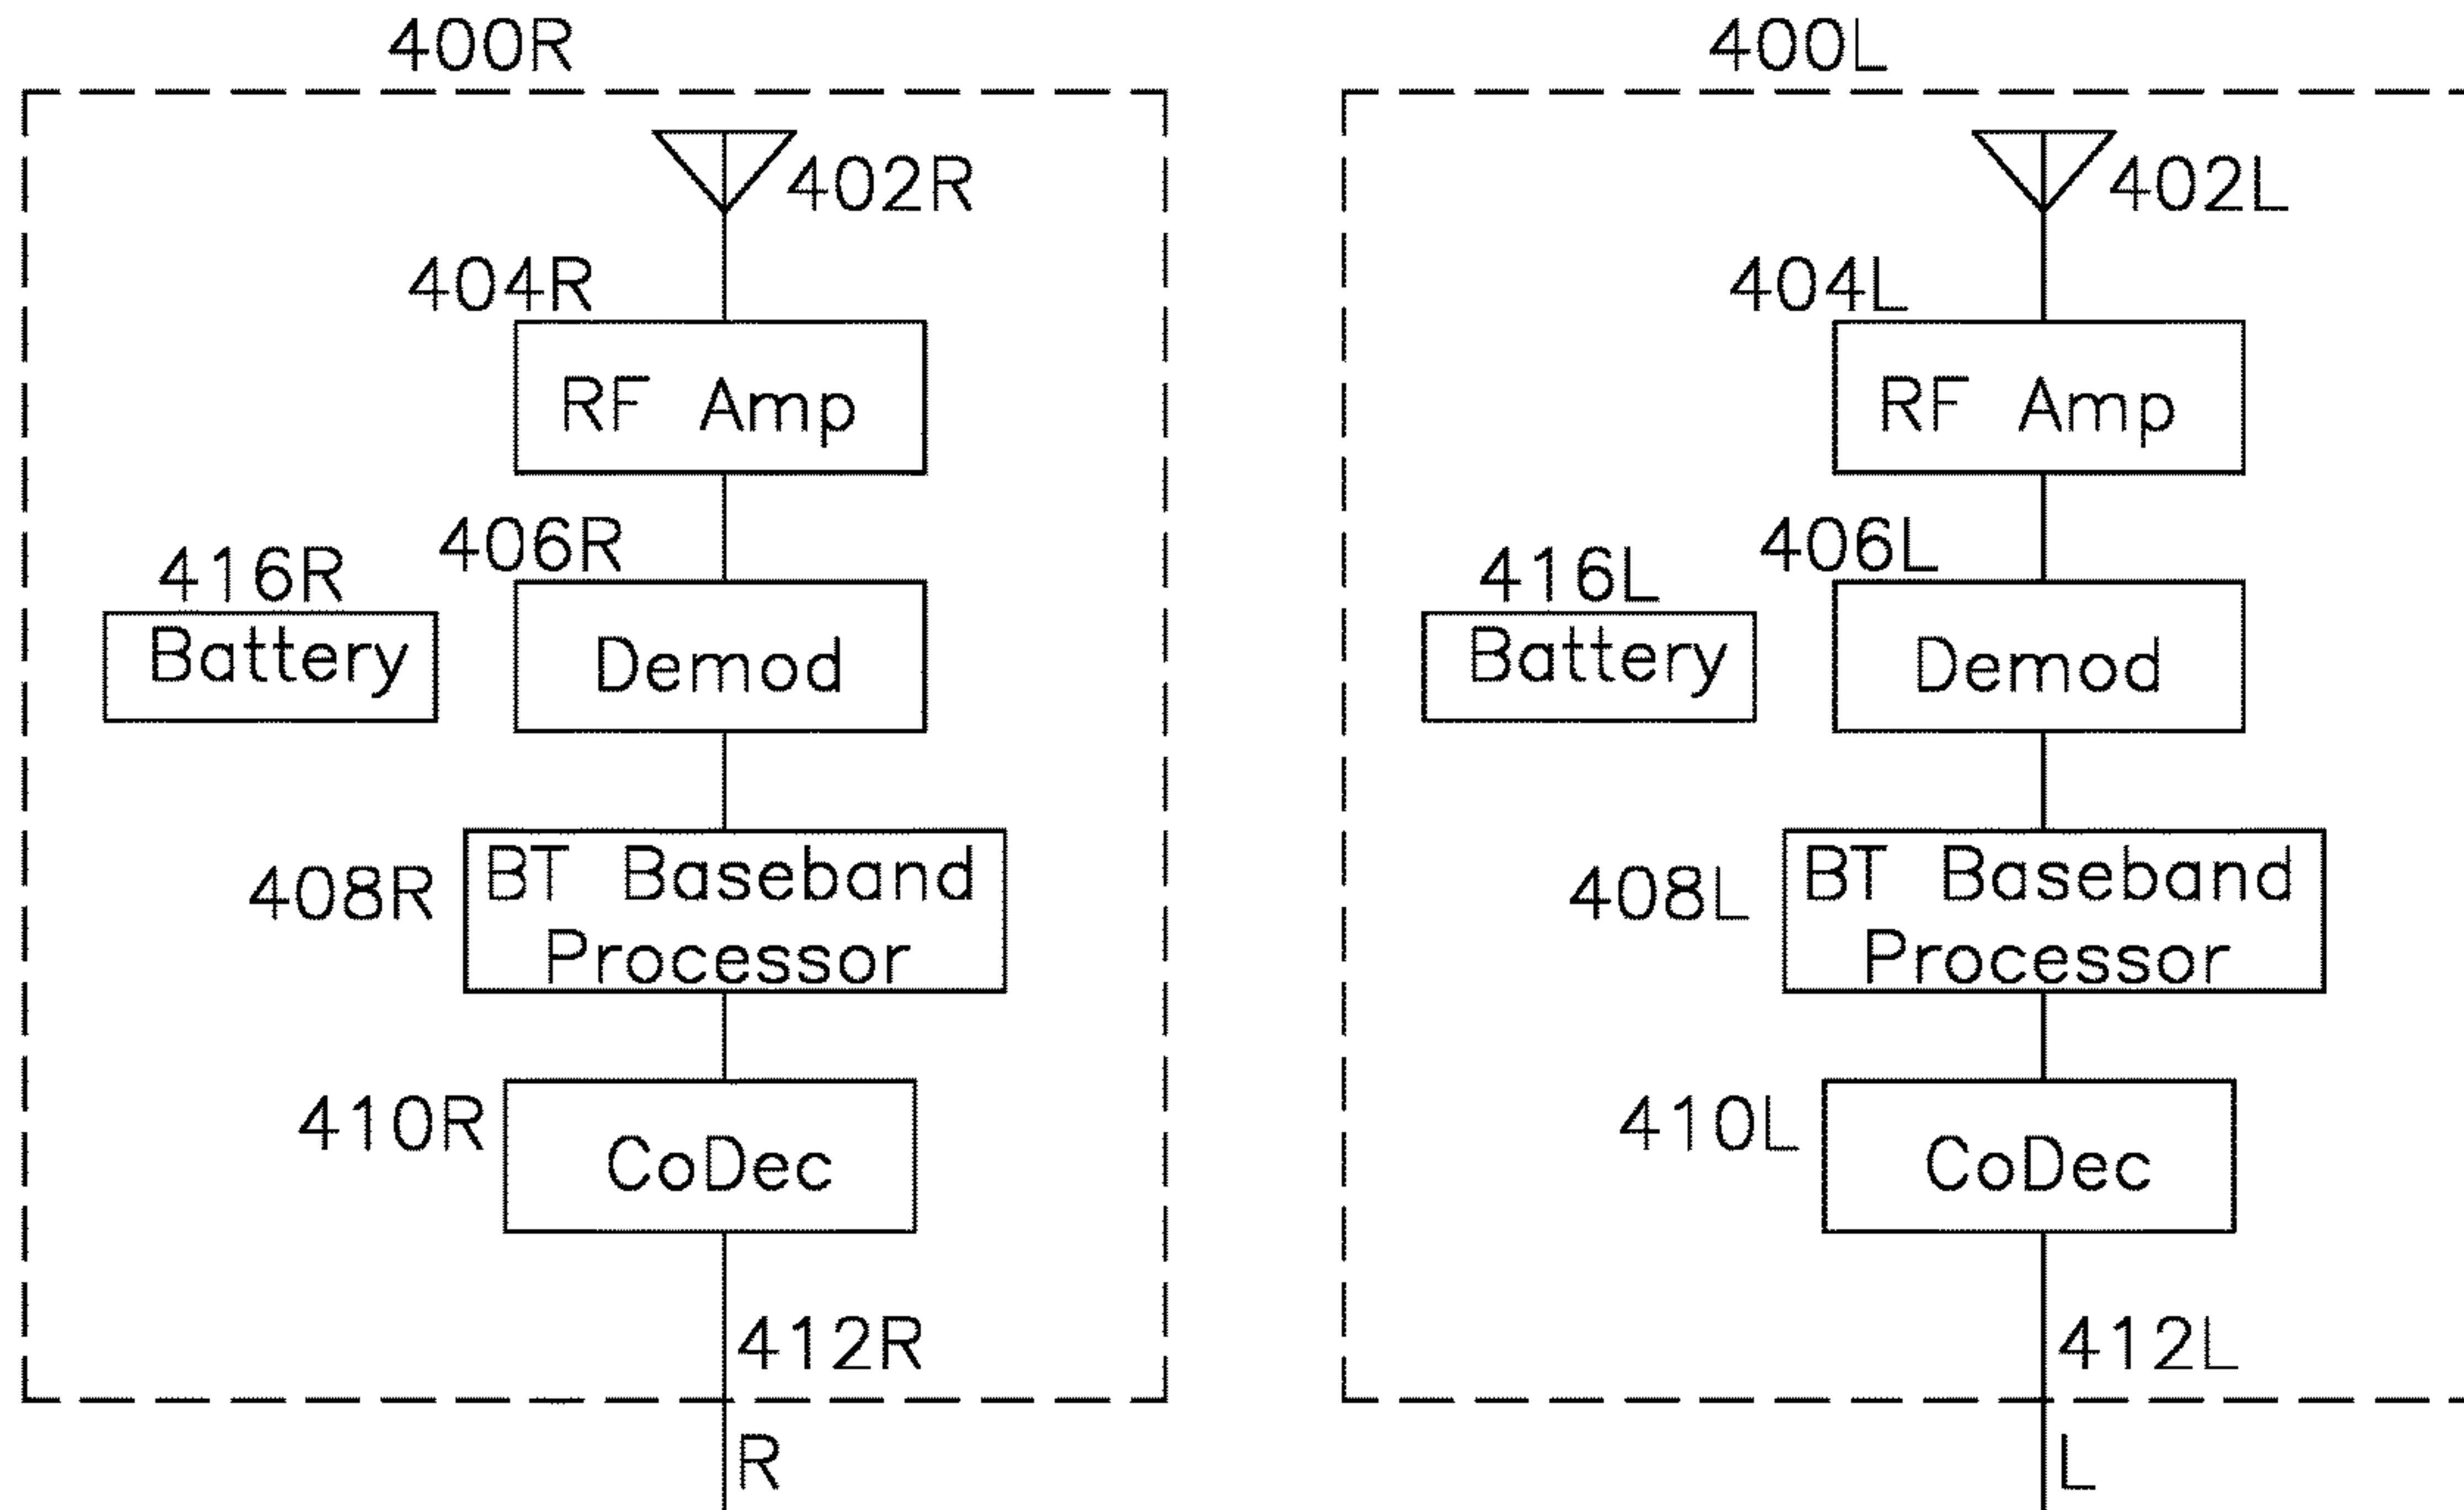 400R
402R
404R
RF Amp
406R
416R
Battery
Demod
408R
BT Baseband
Processor
410R
CoDec
412R
R
400L
402L
404L
RF Amp
406L
416L
Battery
Demod
408L
BT Baseband
Processor
410L
CoDec
412L
L